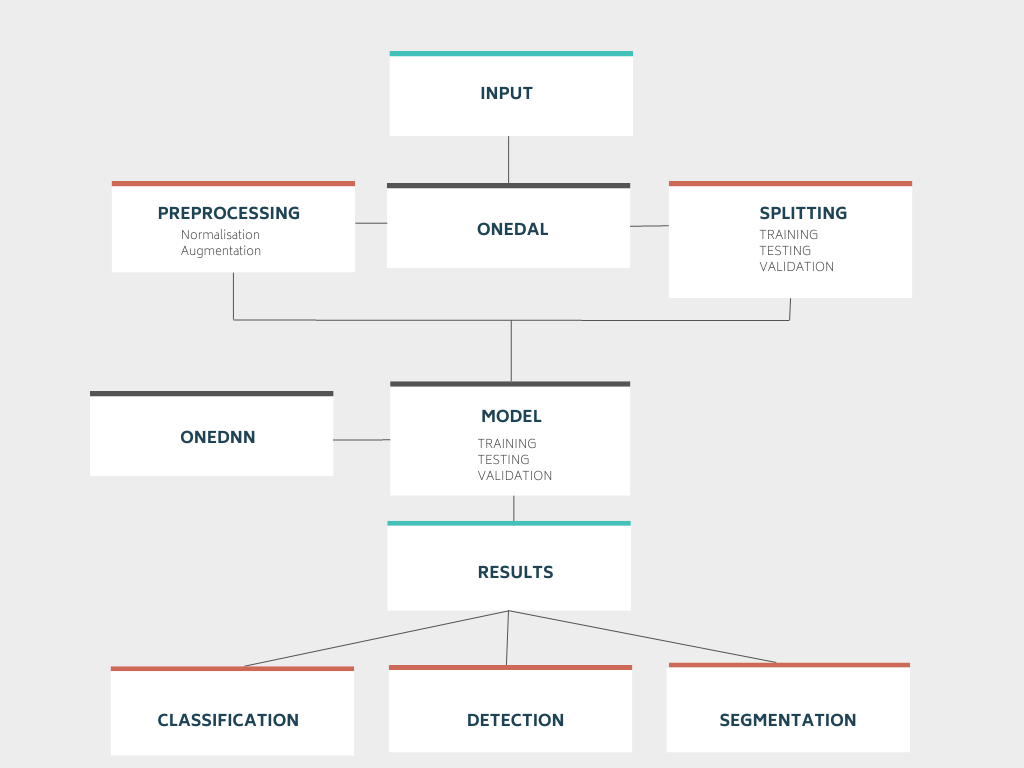 INPUT
PREPROCESSING
Normalisation
Augmentation
ONEDAL
SPLITTING
TRAINING
TESTING
VALIDATION
ONEDNN
MODEL
TRAINING
TESTING
VALIDATION
RESULTS
CLASSIFICATION
DETECTION
SEGMENTATION